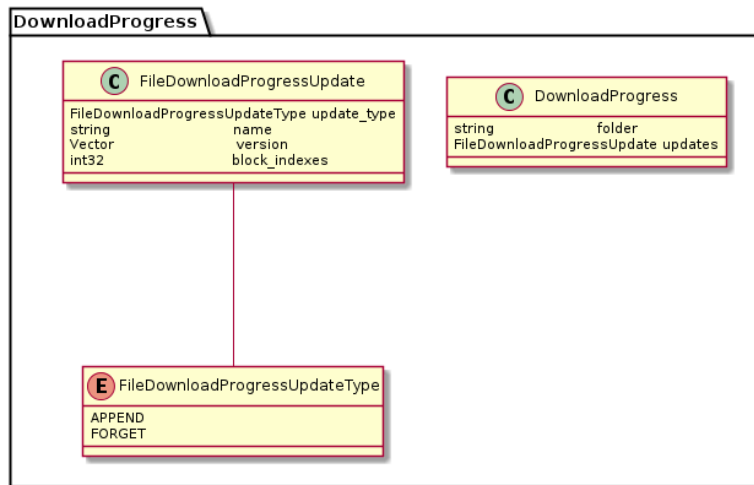 DownloadProgress
C FileDownloadProgressUpdate
FileDownloadProgressUpdateType update_type
string name
Vector version
int32 block_indexes
C DownloadProgress
string folder
FileDownloadProgressUpdate updates
E FileDownloadProgressUpdateType
APPEND
FORGET